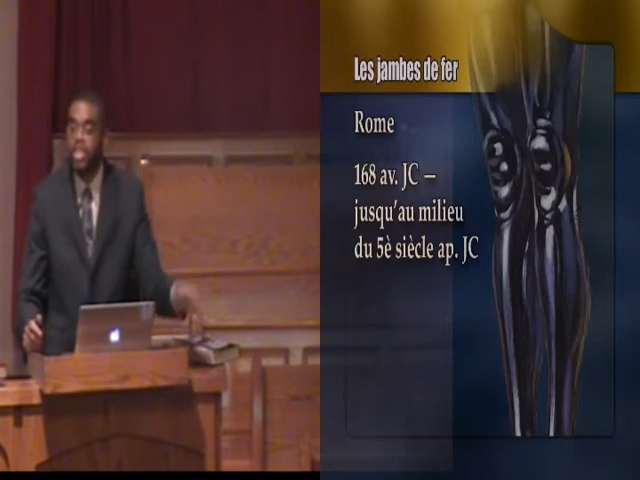 Les jambes de fer
Rome
168 av. JC –
jusqu'au milieu
du 5è siècle ap. JC